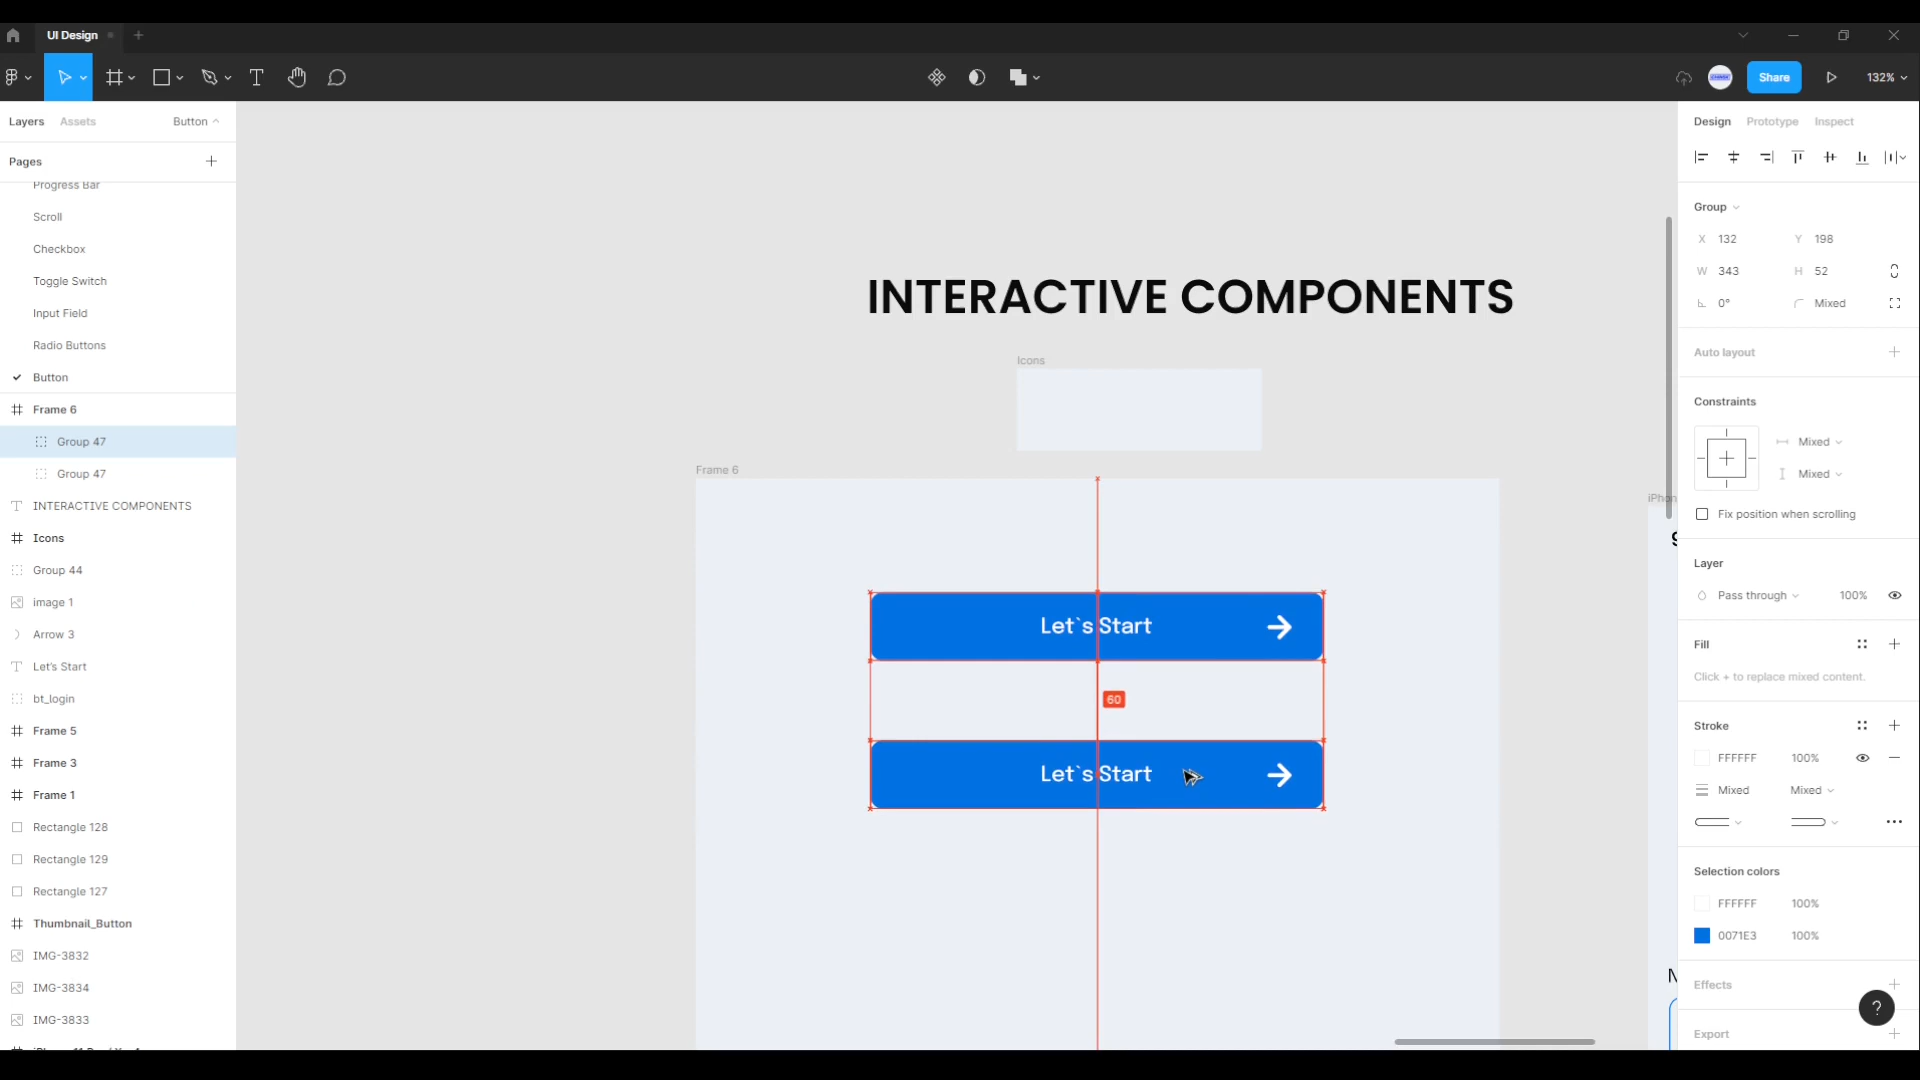 UI Design
Share
132%
Layers
Assets
Button
Pages
Progress Bar
Scroll
Checkbox
Toggle Switch
Input Field
Radio Buttons
Button
Frame 6
Group 47
Group 47
INTERACTIVE COMPONENTS
Icons
Group 44
image 1
Arrow 3
Let's Start
bt_login
Frame 5
Frame 3
Frame 1
Rectangle 128
Rectangle 129
Rectangle 127
Thumbnail_Button
IMG-3832
IMG-3834
IMG-3833
INTERACTIVE COMPONENTS
Icons
Frame 6
Let`s Start
60
Let`s Start
Design
Prototype
Inspect
Group
X 132
Y 198
W 343
H 52
0°
Mixed
Auto layout
Constraints
Mixed
Mixed
Fix position when scrolling
Layer
Pass through
100%
Fill
Click + to replace mixed content.
Stroke
FFFFFF
100%
Mixed
Mixed
Selection colors
FFFFFF
100%
0071E3
100%
Effects
?
Export